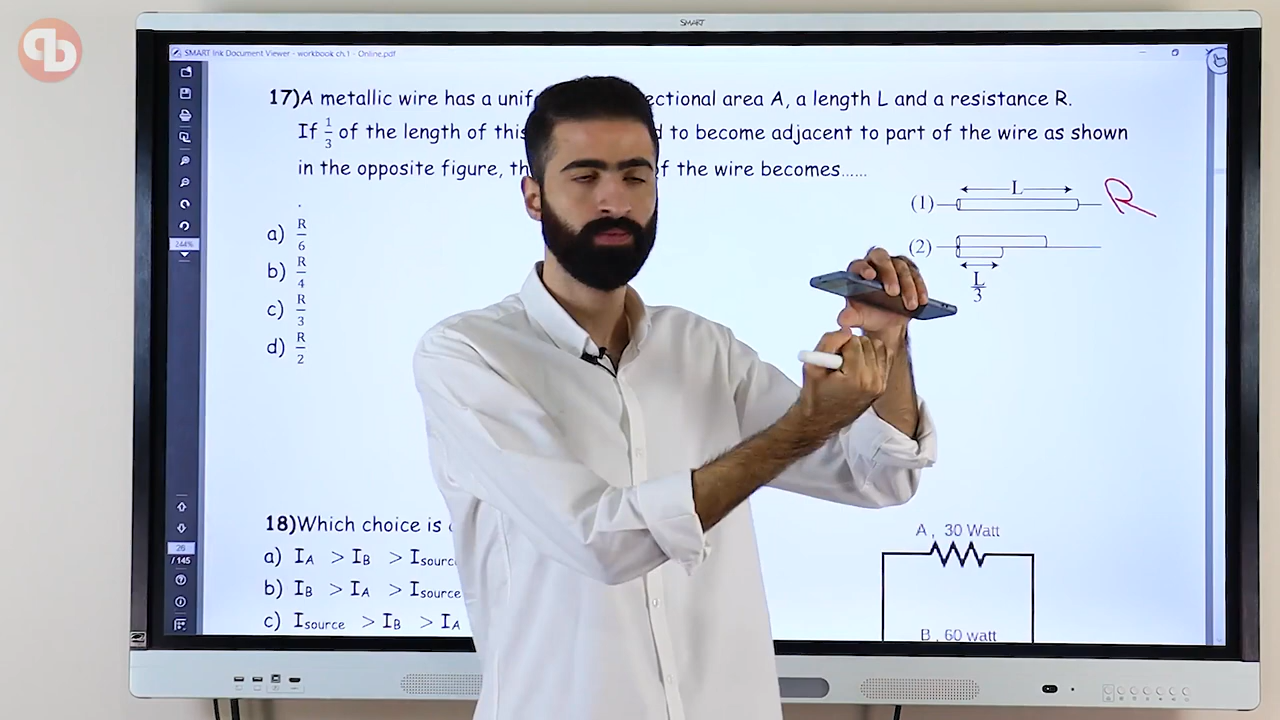 SMART
SMART Ink Document Viewer - workbook ch.1 - Online.pdf
17)A metallic wire has a ectional area A, a length L and a resistance R.
If 1/3 of the length of this to become adjacent to part of the wire as shown
in the opposite figure, of the wire becomes......
(1) L R
a) R/6
(2)
b) R/4
L/3
c) R/3
d) R/2
244%
18)Which choice is
A , 30 Watt
a) IA > IB > Isource
b) IB > IA > Isource
c) Isource > IB > IA
B , 60 watt
20
/ 145